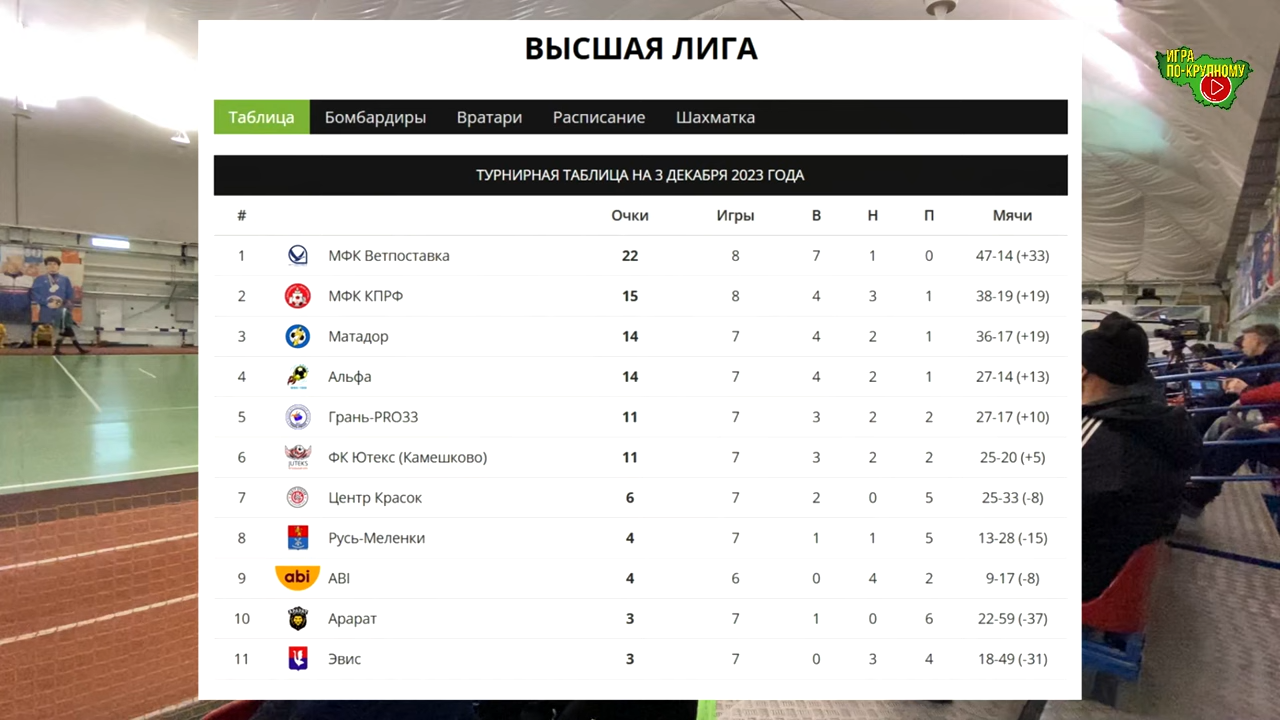 ВЫСШАЯ ЛИГА
ИГРА
ПО-КРУПНОМУ
Таблица Бомбардиры Вратари Расписание Шахматка
ТУРНИРНАЯ ТАБЛИЦА НА 3 ДЕКАБРЯ 2023 ГОДА
# Очки Игры В Н П Мячи
1 МФК Ветпоставка 22 8 7 1 0 47-14 (+33)
2 МФК КПРФ 15 8 4 3 1 38-19 (+19)
3 Матадор 14 7 4 2 1 36-17 (+19)
4 Альфа 14 7 4 2 1 27-14 (+13)
5 Грань-PRO33 11 7 3 2 2 27-17 (+10)
6 JUTEKS ФК Ютекс (Камешково) 11 7 3 2 2 25-20 (+5)
7 Центр Красок 6 7 2 0 5 25-33 (-8)
8 Русь-Меленки 4 7 1 1 5 13-28 (-15)
9 abi ABI 4 6 0 4 2 9-17 (-8)
10 Арарат 3 7 1 0 6 22-59 (-37)
11 Эвис 3 7 0 3 4 18-49 (-31)